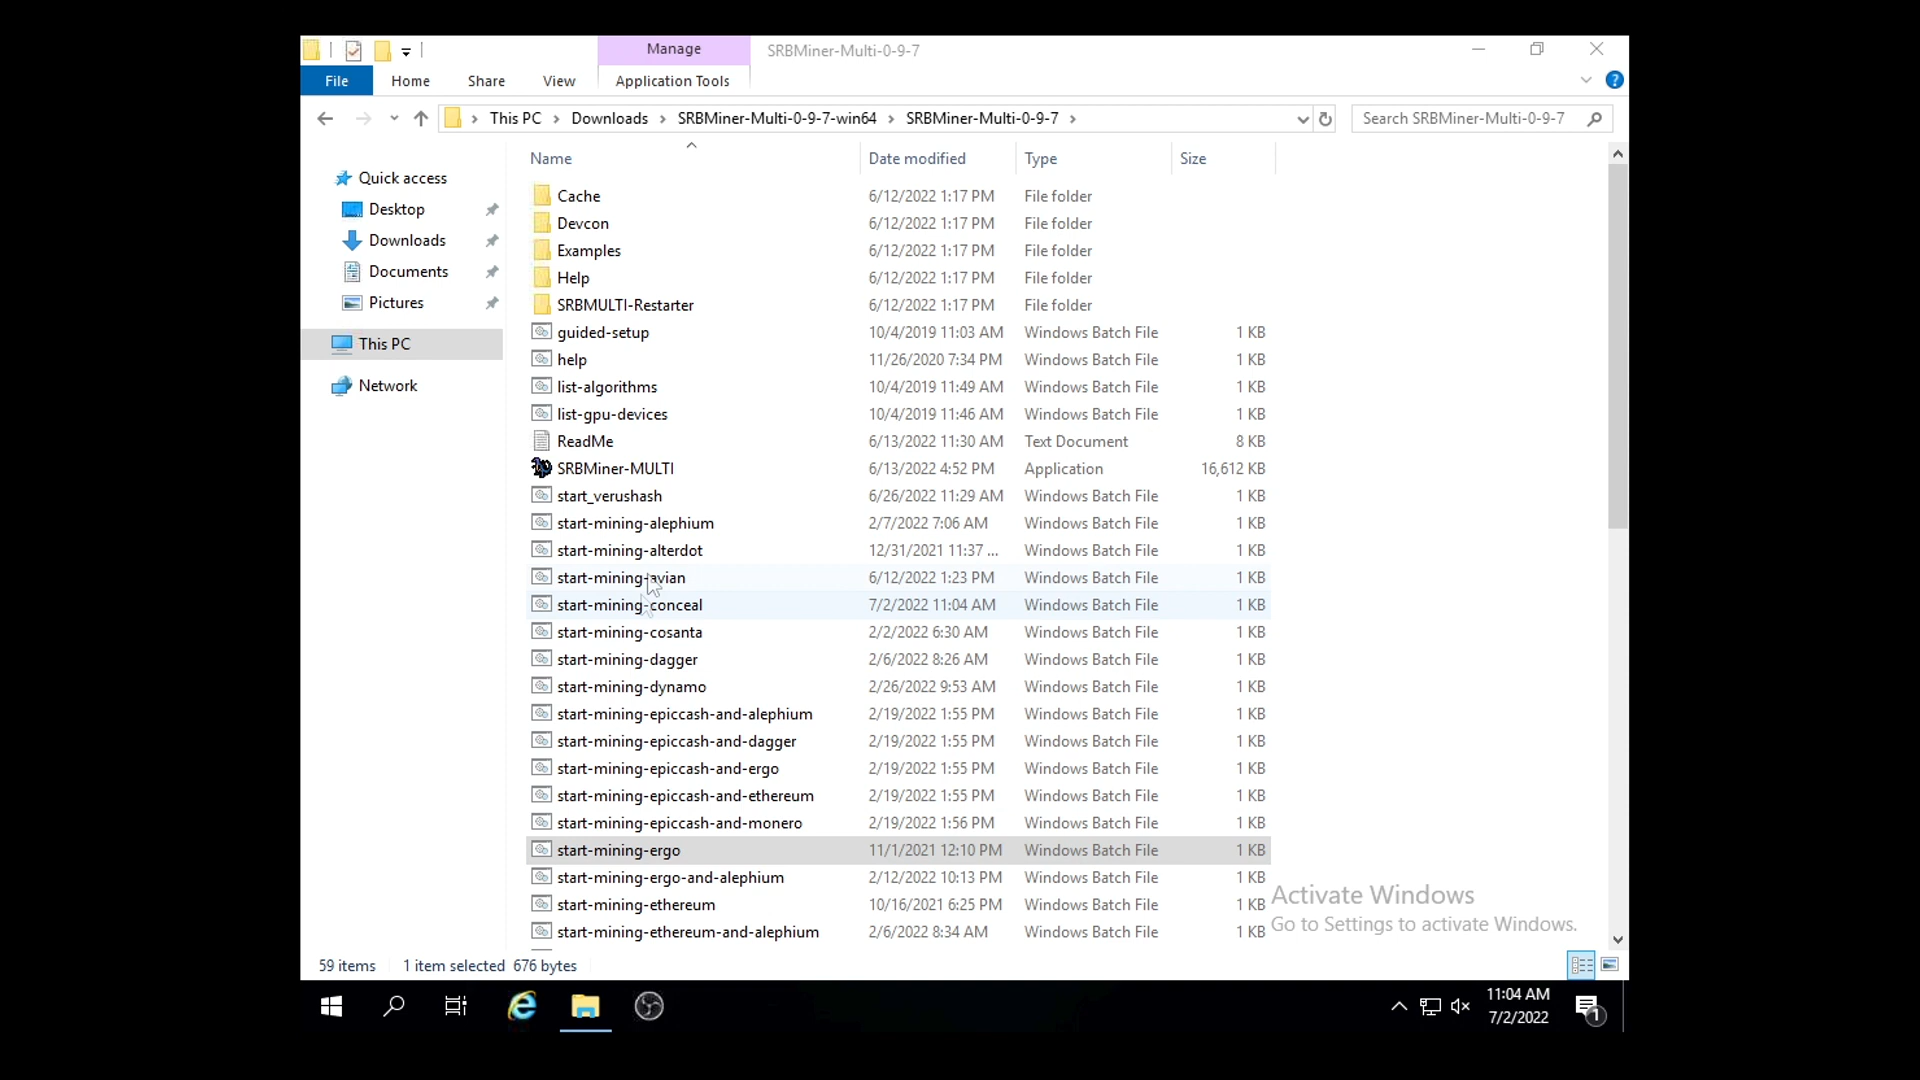 Manage
SRBMiner-Multi-0-9-7
File
Home
Share
View
Application Tools
This PC
Downloads
SRBMiner-Multi-0-9-7-win64
SRBMiner-Multi-0-9-7
Search SRBMiner-Multi-0-9-7
Quick access
Desktop
Downloads
Documents
Pictures
This PC
Network
Name Date modified Type Size
Cache 6/12/2022 1:17 PM File folder
Devcon 6/12/2022 1:17 PM File folder
Examples 6/12/2022 1:17 PM File folder
Help 6/12/2022 1:17 PM File folder
SRBMULTI-Restarter 6/12/2022 1:17 PM File folder
guided-setup 10/4/2019 11:03 AM Windows Batch File 1 KB
help 11/26/2020 7:34 PM Windows Batch File 1 KB
list-algorithms 10/4/2019 11:49 AM Windows Batch File 1 KB
list-gpu-devices 10/4/2019 11:46 AM Windows Batch File 1 KB
ReadMe 6/13/2022 11:30 AM Text Document 8 KB
SRBMiner-MULTI 6/13/2022 4:52 PM Application 16,612 KB
start_verushash 6/26/2022 11:29 AM Windows Batch File 1 KB
start-mining-alephium 2/7/2022 7:06 AM Windows Batch File 1 KB
start-mining-alterdot 12/31/2021 11:37 ... Windows Batch File 1 KB
start-mining-avian 6/12/2022 1:23 PM Windows Batch File 1 KB
start-mining-conceal 7/2/2022 11:04 AM Windows Batch File 1 KB
start-mining-cosanta 2/2/2022 6:30 AM Windows Batch File 1 KB
start-mining-dagger 2/6/2022 8:26 AM Windows Batch File 1 KB
start-mining-dynamo 2/26/2022 9:53 AM Windows Batch File 1 KB
start-mining-epiccash-and-alephium 2/19/2022 1:55 PM Windows Batch File 1 KB
start-mining-epiccash-and-dagger 2/19/2022 1:55 PM Windows Batch File 1 KB
start-mining-epiccash-and-ergo 2/19/2022 1:55 PM Windows Batch File 1 KB
start-mining-epiccash-and-ethereum 2/19/2022 1:55 PM Windows Batch File 1 KB
start-mining-epiccash-and-monero 2/19/2022 1:56 PM Windows Batch File 1 KB
start-mining-ergo 11/1/2021 12:10 PM Windows Batch File 1 KB
start-mining-ergo-and-alephium 2/12/2022 10:13 PM Windows Batch File 1 KB
start-mining-ethereum 10/16/2021 6:25 PM Windows Batch File 1 KB
start-mining-ethereum-and-alephium 2/6/2022 8:34 AM Windows Batch File 1 KB
Activate Windows
Go to Settings to activate Windows.
59 items 1 item selected 676 bytes
11:04 AM
7/2/2022
1